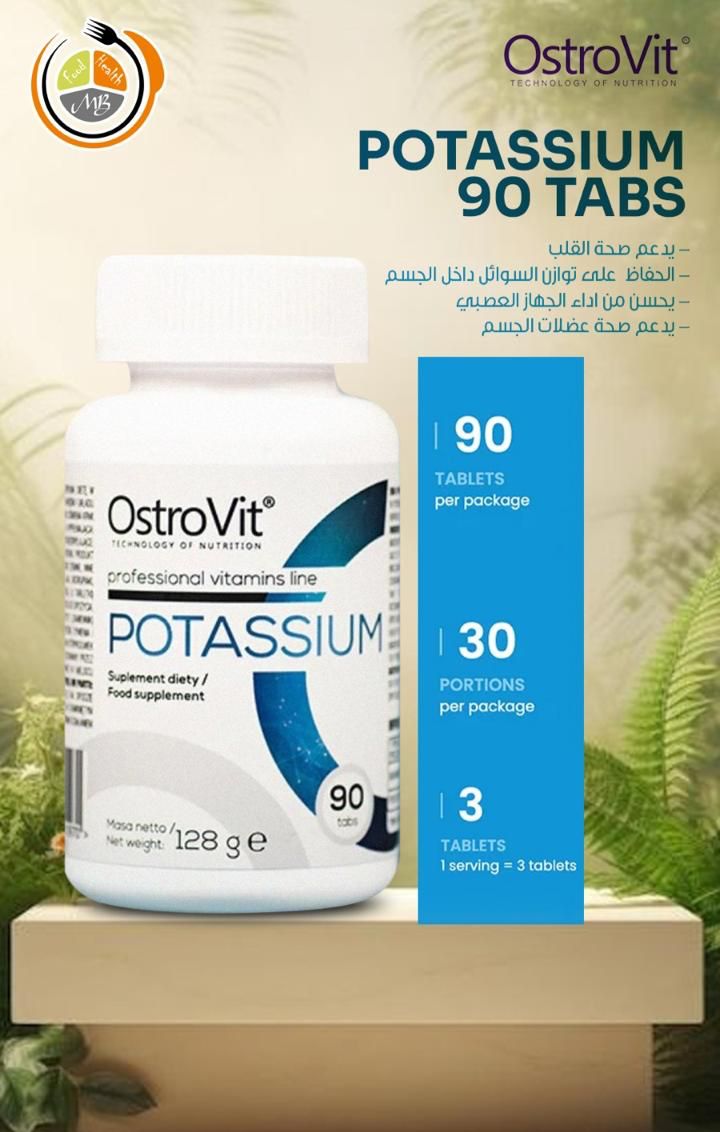 Food
Health
MB
OstroVit®
TECHNOLOGY OF NUTRITION
POTASSIUM
90 TABS
– يدعم صحة القلب
– الحفاظ على توازن السوائل داخل الجسم
– يحسن من اداء الجهاز العصبي
– يدعم صحة عضلات الجسم
OstroVit®
TECHNOLOGY OF NUTRITION
professional vitamins line
POTASSIUM
Suplement diety /
Food supplement
90
tabs
Masa netto /
Net weight: 128 g e
90
TABLETS
per package
30
PORTIONS
per package
3
TABLETS
1 serving = 3 tablets